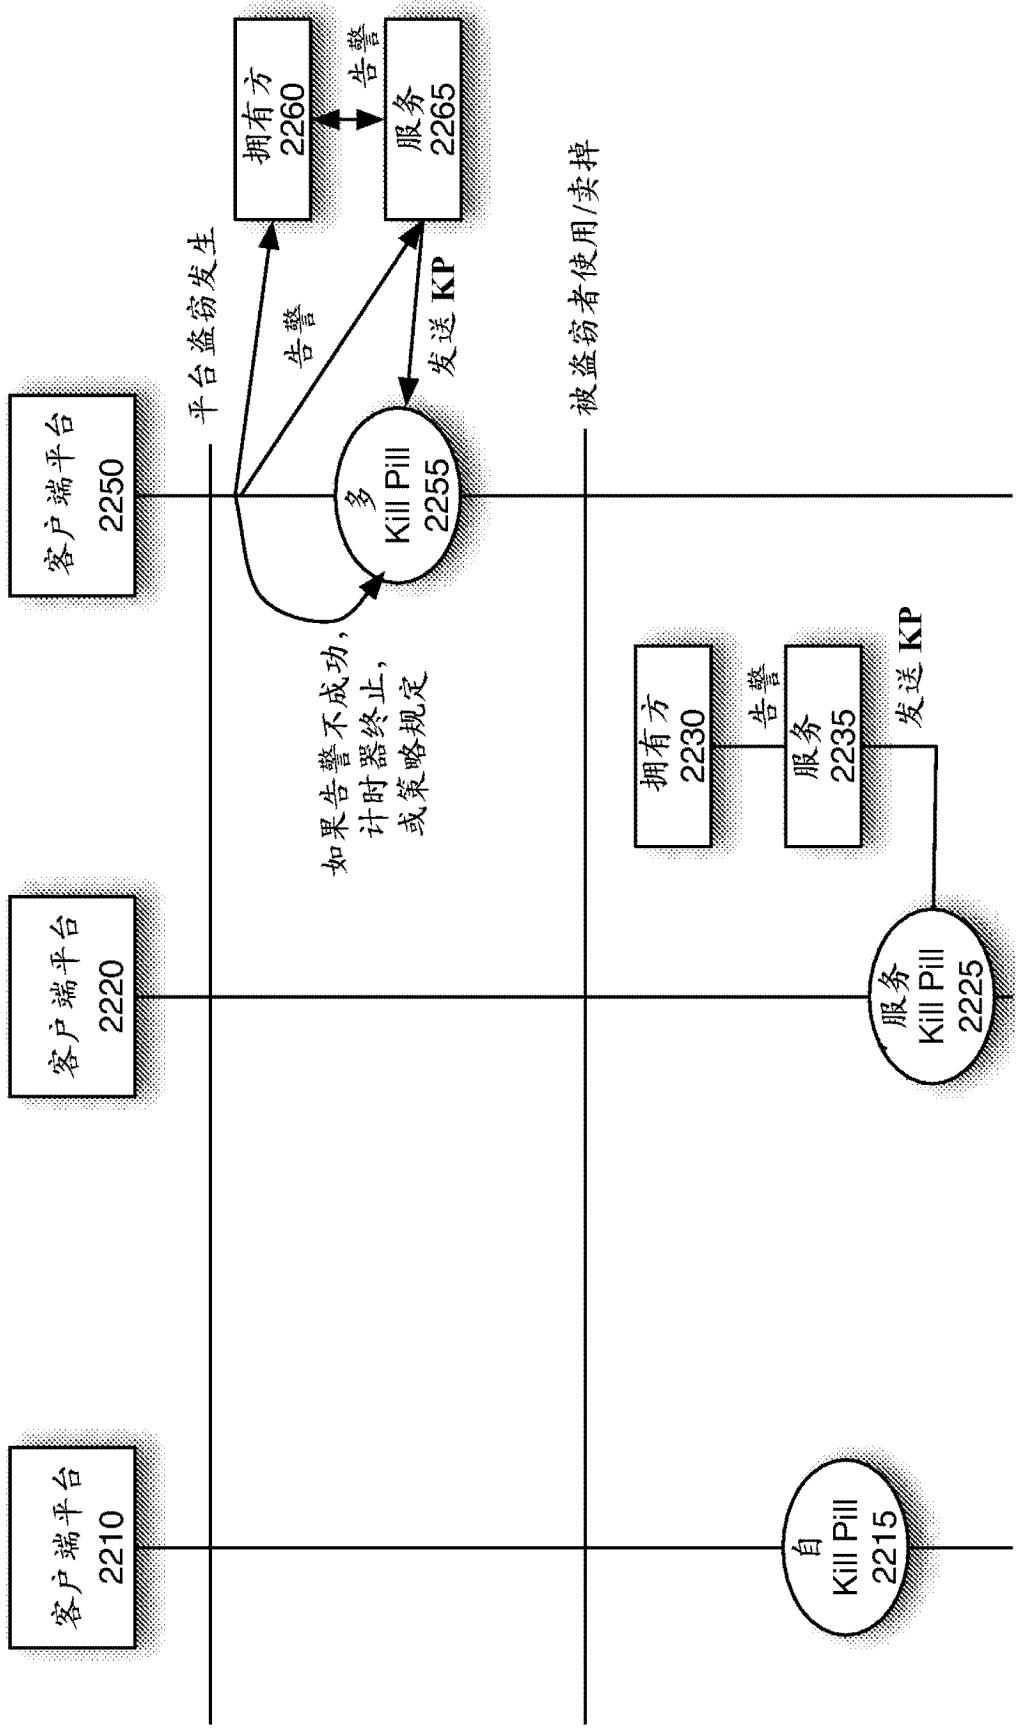 客户端平台
2210
客户端平台
2220
客户端平台
2250
平台盗窃发生
告警
拥有方
2260
告警
服务
2265
发送 KP
多
Kill Pill
2255
如果告警不成功，
计时器终止，
或策略规定
被盗窃者使用/卖掉
拥有方
2230
告警
服务
2235
发送 KP
自
Kill Pill
2215
服务
Kill Pill
2225